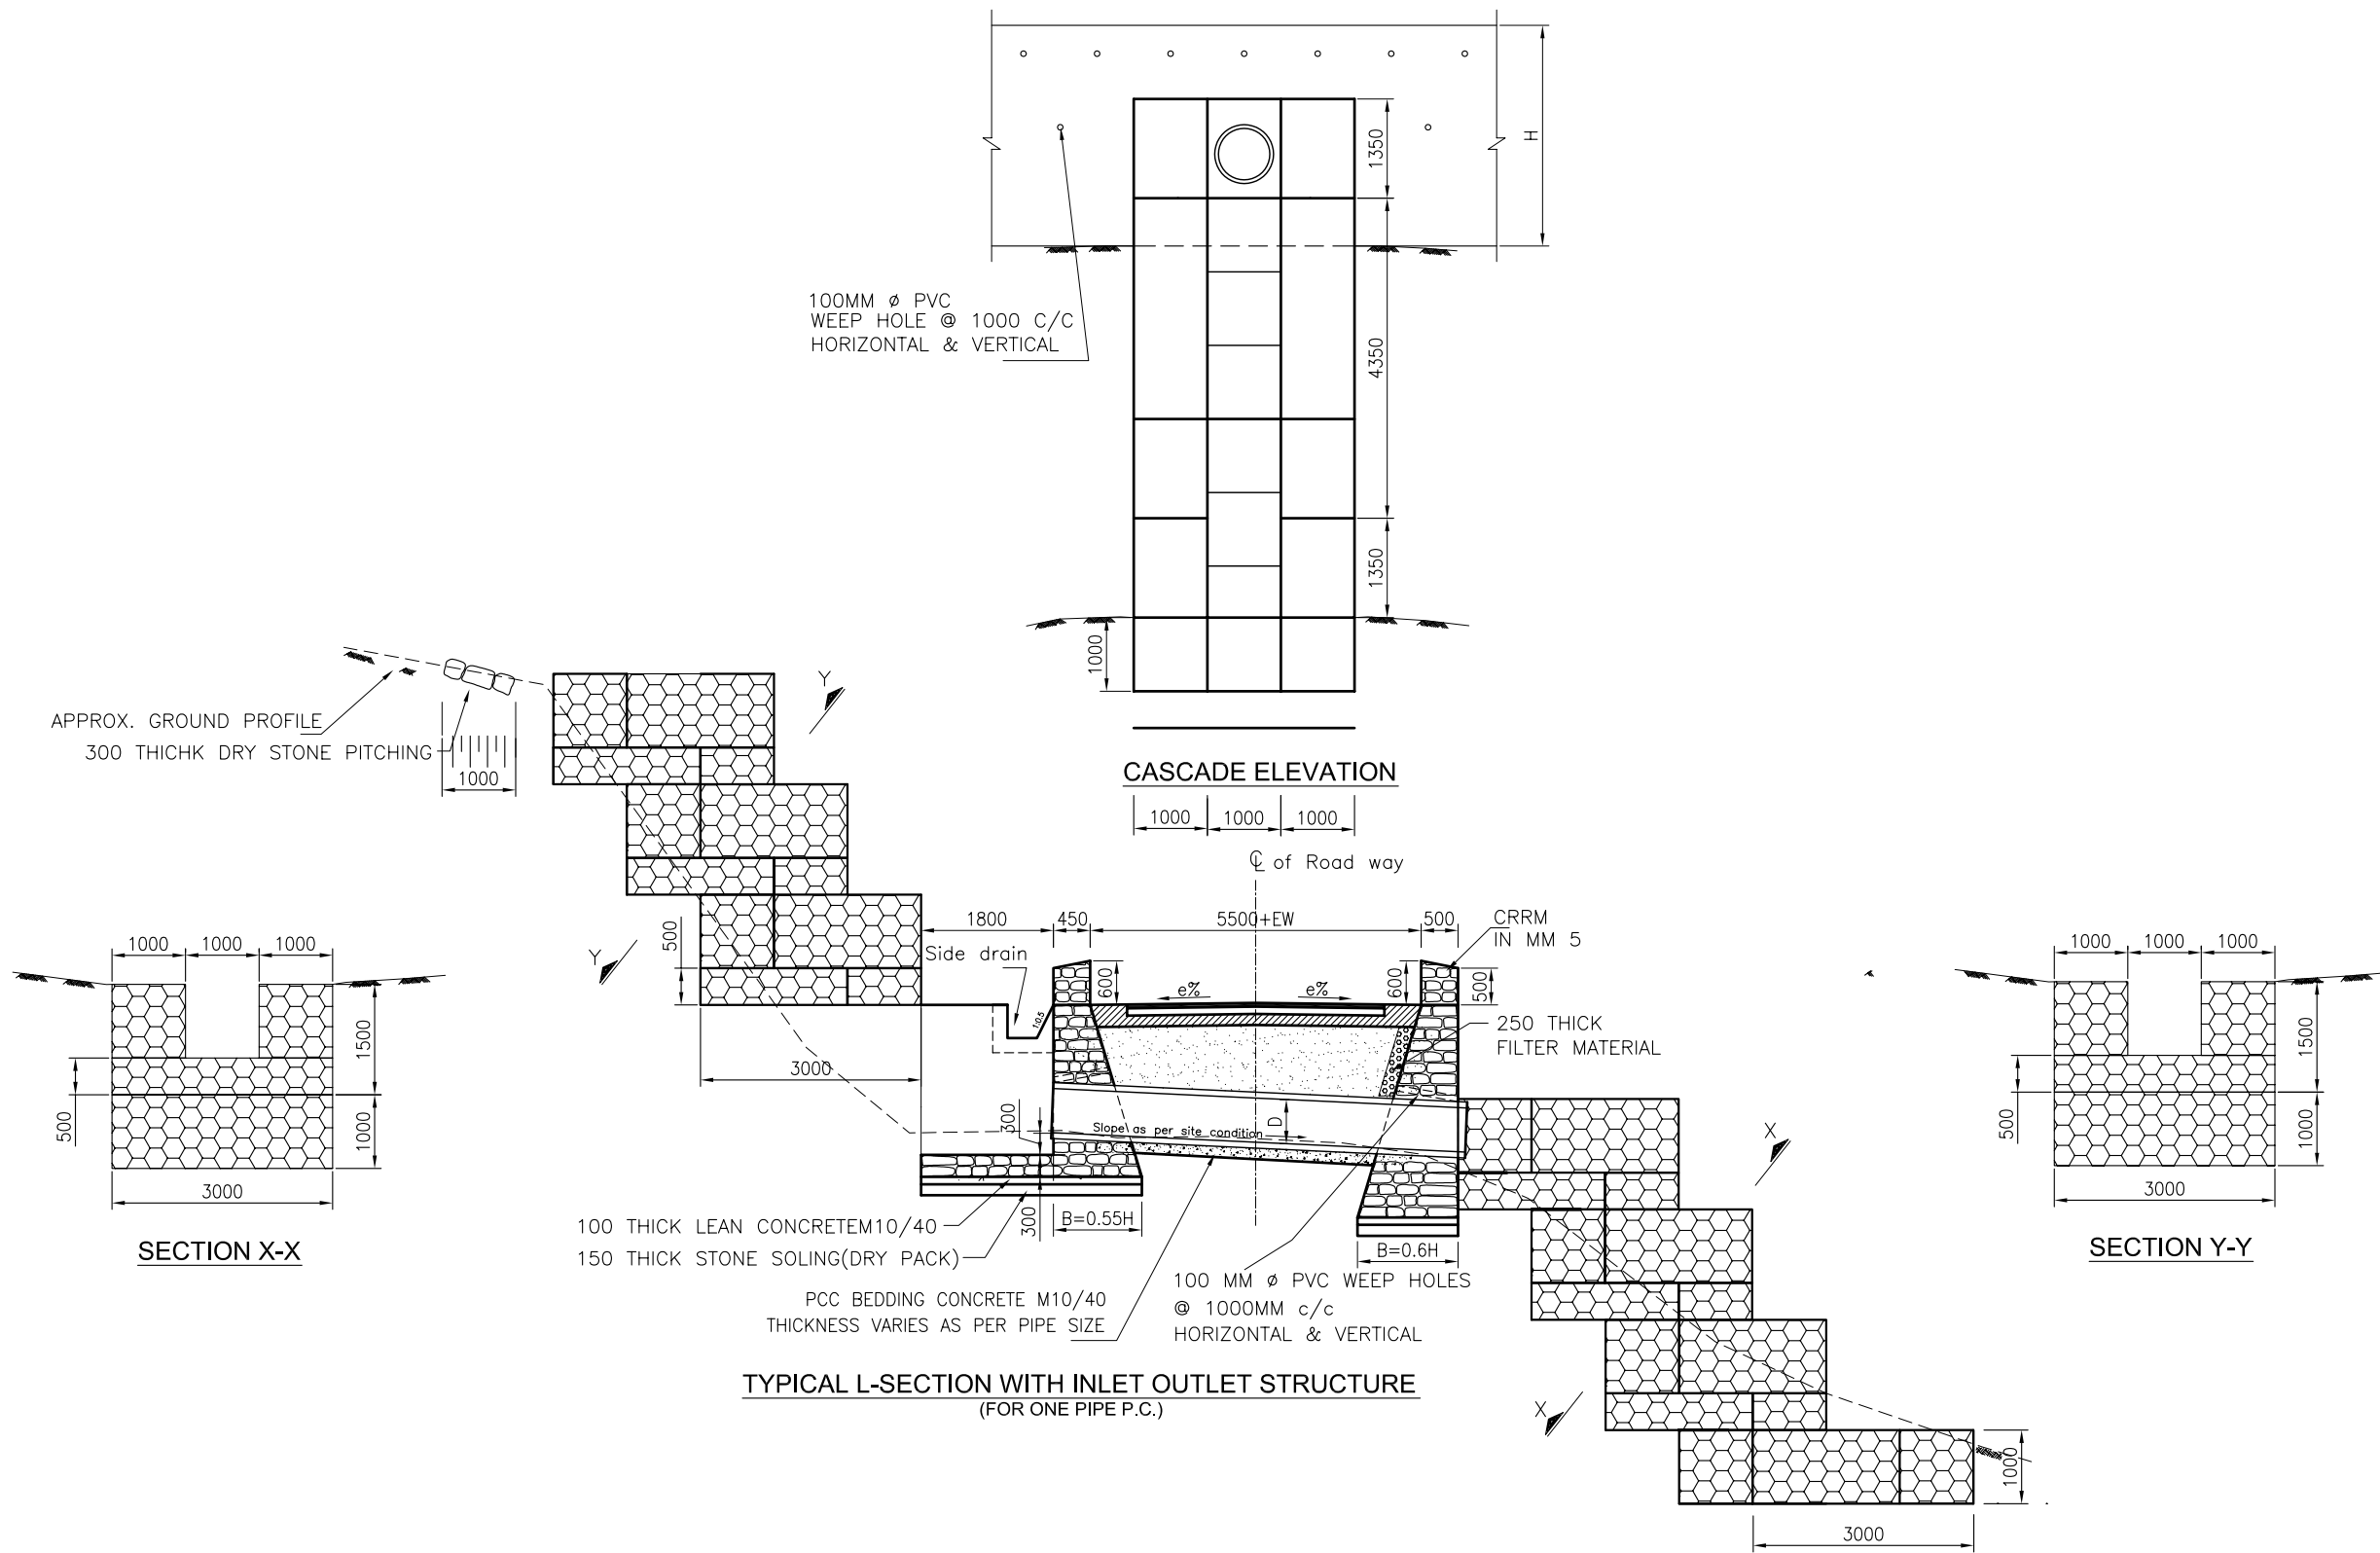 H
1350
100MM ø PVC
WEEP HOLE @ 1000 C/C
HORIZONTAL & VERTICAL
4350
1350
1000
CASCADE ELEVATION
1000 1000 1000
APPROX. GROUND PROFILE
300 THICHK DRY STONE PITCHING
1000
Y
Y
500
3000
℄ of Road way
1800 450 5500+EW 500
CRRM
IN MM 5
Side drain
600
e% e%
600
500
1:0.5
250 THICK
FILTER MATERIAL
300
Slope as per site condition
D
300
B=0.55H
B=0.6H
100 THICK LEAN CONCRETEM10/40
150 THICK STONE SOLING(DRY PACK)
PCC BEDDING CONCRETE M10/40
THICKNESS VARIES AS PER PIPE SIZE
100 MM ø PVC WEEP HOLES
@ 1000MM c/c
HORIZONTAL & VERTICAL
X
X
1000
3000
TYPICAL L-SECTION WITH INLET OUTLET STRUCTURE
(FOR ONE PIPE P.C.)
1000 1000 1000
1500
500
1000
3000
SECTION X-X
1000 1000 1000
1500
500
1000
3000
SECTION Y-Y